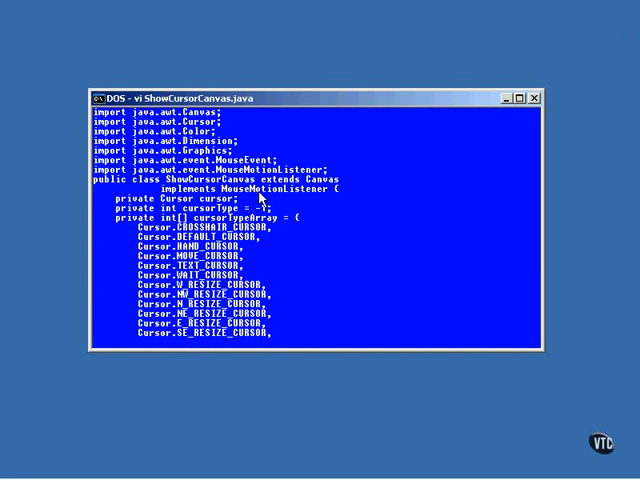 DOS - vi ShowCursorCanvas.java
import java.awt.Canvas;
import java.awt.Cursor;
import java.awt.Color;
import java.awt.Dimension;
import java.awt.Graphics;
import java.awt.event.MouseEvent;
import java.awt.event.MouseMotionListener;
public class ShowCursorCanvas extends Canvas
implements MouseMotionListener {
private Cursor cursor;
private int cursorType = -1;
private int[] cursorTypeArray = {
Cursor.CROSSHAIR_CURSOR,
Cursor.DEFAULT_CURSOR,
Cursor.HAND_CURSOR,
Cursor.MOVE_CURSOR,
Cursor.TEXT_CURSOR,
Cursor.WAIT_CURSOR,
Cursor.W_RESIZE_CURSOR,
Cursor.NW_RESIZE_CURSOR,
Cursor.N_RESIZE_CURSOR,
Cursor.NE_RESIZE_CURSOR,
Cursor.E_RESIZE_CURSOR,
Cursor.SE_RESIZE_CURSOR,
VTC